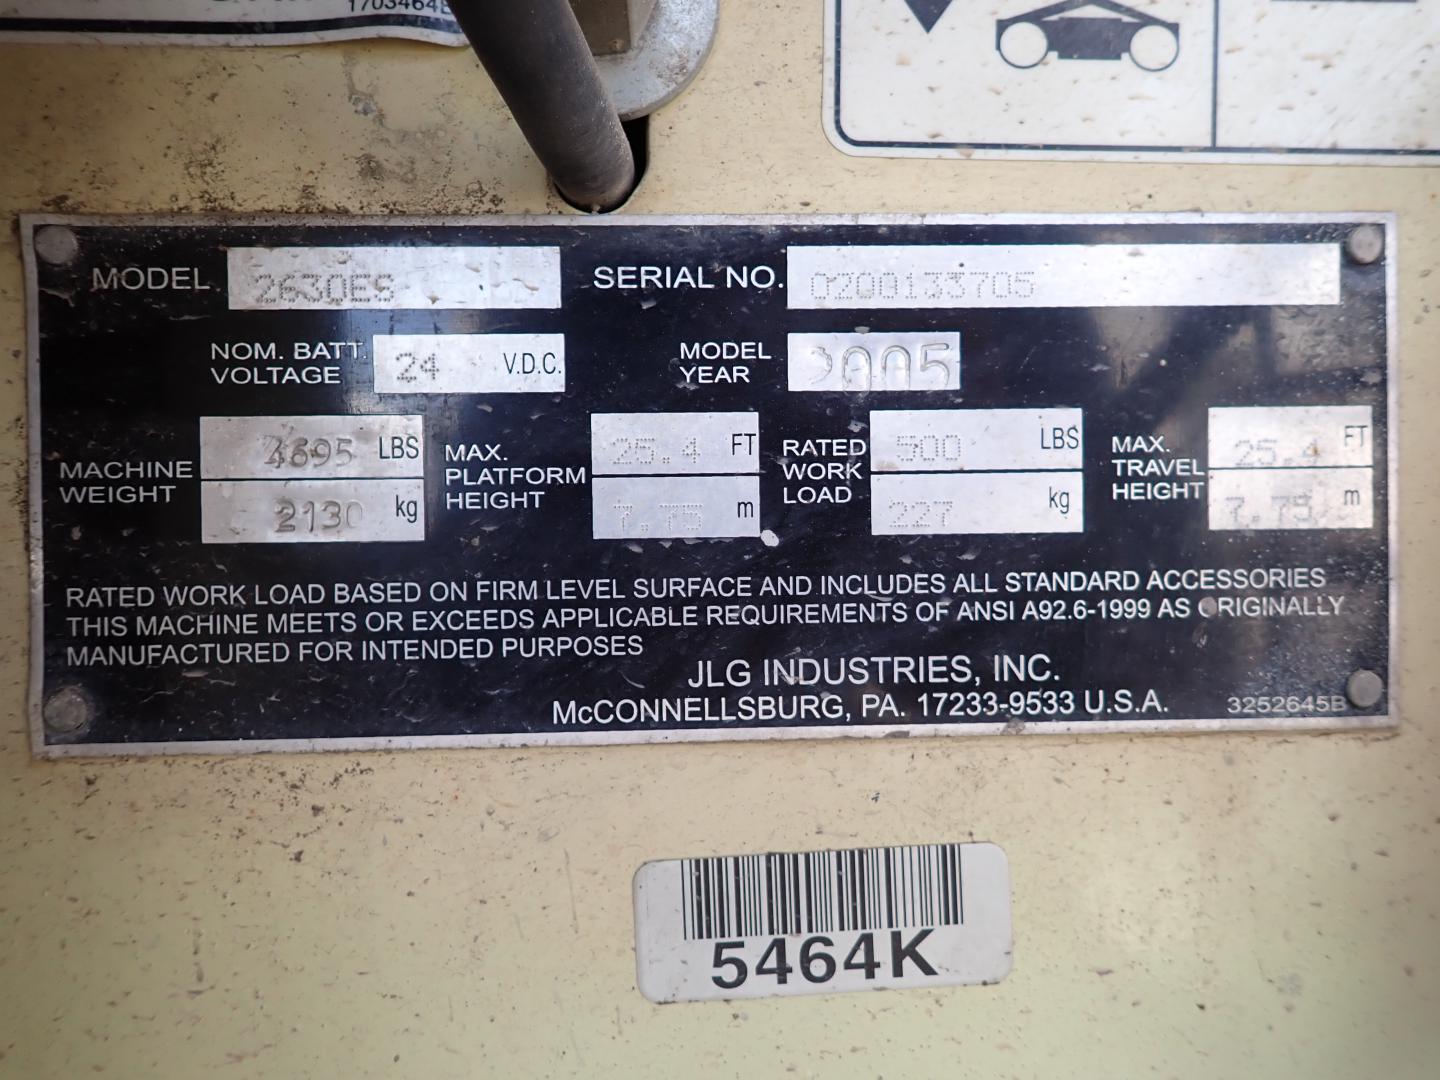 1703464
MODEL 2630ES SERIAL NO. 0200133705
NOM. BATT. VOLTAGE 24 V.D.C. MODEL YEAR 2005
MACHINE WEIGHT 4695 LBS 2130 kg
MAX. PLATFORM HEIGHT 25.4 FT 7.75 m
RATED WORK LOAD 500 LBS 227 kg
MAX. TRAVEL HEIGHT 25.4 FT 7.75 m
RATED WORK LOAD BASED ON FIRM LEVEL SURFACE AND INCLUDES ALL STANDARD ACCESSORIES
THIS MACHINE MEETS OR EXCEEDS APPLICABLE REQUIREMENTS OF ANSI A92.6-1999 AS ORIGINALLY
MANUFACTURED FOR INTENDED PURPOSES
JLG INDUSTRIES, INC.
McCONNELLSBURG, PA. 17233-9533 U.S.A.
3252645B
5464K